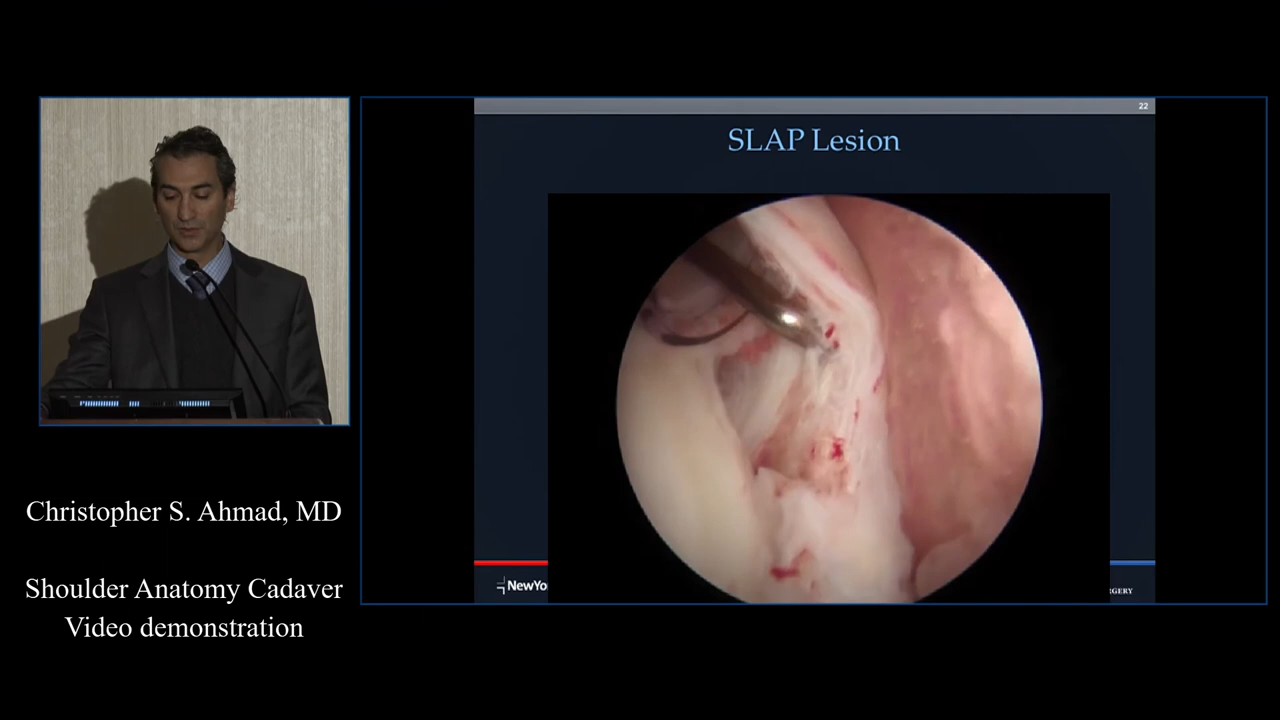 22
SLAP Lesion
Christopher S. Ahmad, MD
Shoulder Anatomy Cadaver
Video demonstration
NewYo
RGERY